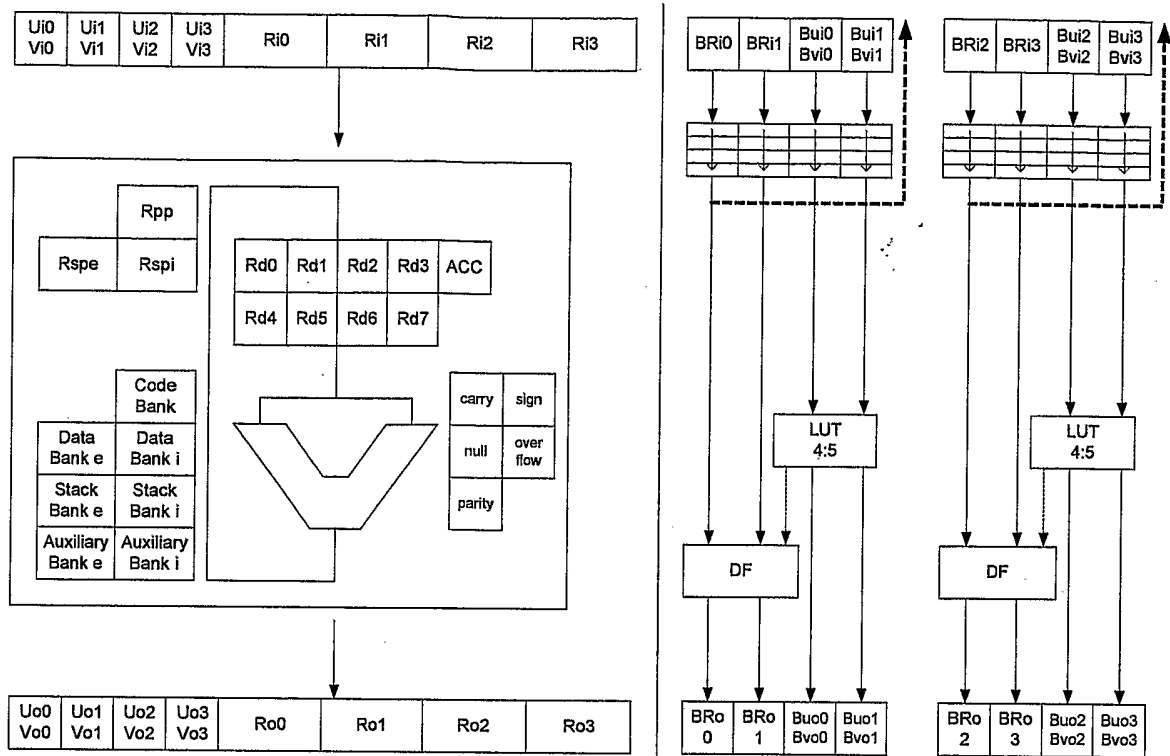 Ui0 Ui1 Ui2 Ui3
Vi0 Vi1 Vi2 Vi3
Ri0 Ri1 Ri2 Ri3
Rpp
Rspe Rspi
Rd0 Rd1 Rd2 Rd3 ACC
Rd4 Rd5 Rd6 Rd7
Code
Bank
Data
Bank e
Data
Bank i
Stack
Bank e
Stack
Bank i
Auxiliary
Bank e
Auxiliary
Bank i
carry
sign
null
over
flow
parity
Uo0 Uo1 Uo2 Uo3
Vo0 Vo1 Vo2 Vo3
Ro0 Ro1 Ro2 Ro3
BRi0
BRi1
Bui0
Bvi0
Bui1
Bvi1
LUT
4:5
DF
BRo
0
BRo
1
Buo0
Bvo0
Buo1
Bvo1
BRi2
BRi3
Bui2
Bvi2
Bui3
Bvi3
LUT
4:5
DF
BRo
2
BRo
3
Buo2
Bvo2
Buo3
Bvo3